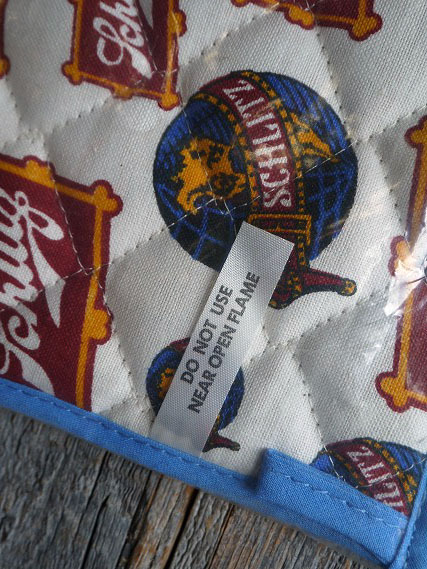 Schlitz
SCHLITZ
Schlitz
DO NOT USE
NEAR OPEN FLAME
SCHLITZ